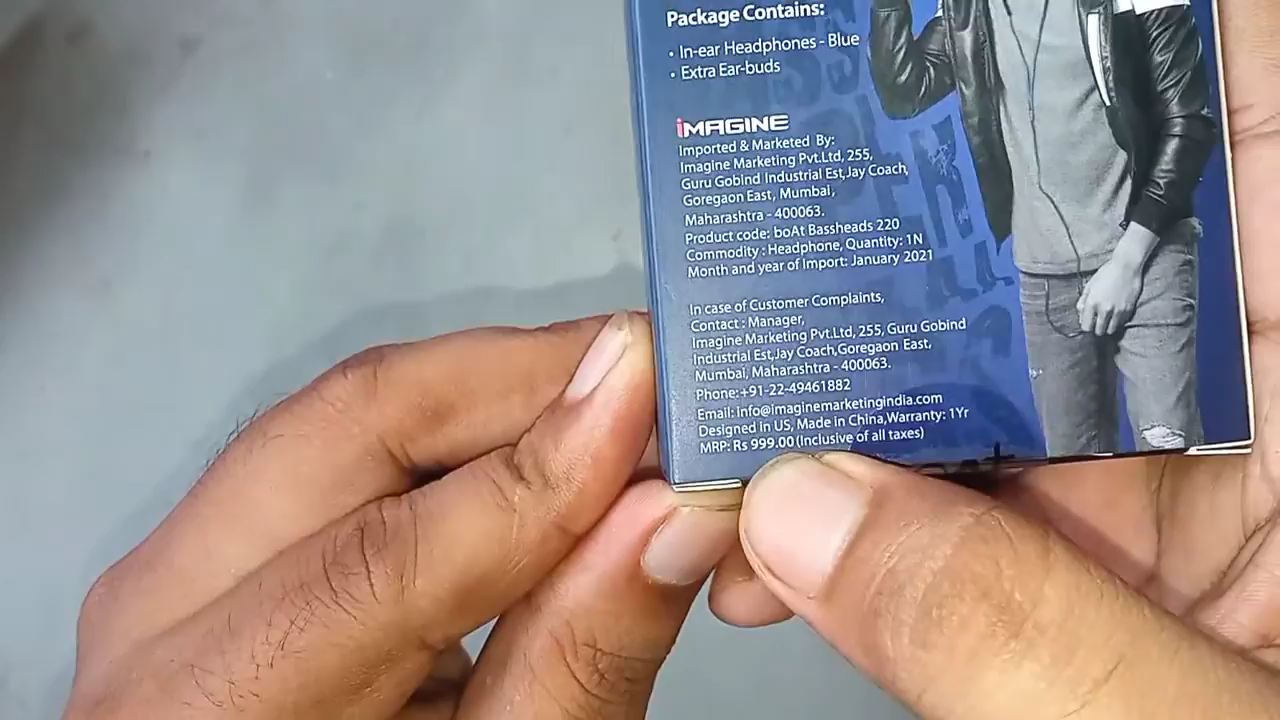 Package Contains:
• In-ear Headphones - Blue
• Extra Ear-buds
iMAGINE
Imported & Marketed By:
Imagine Marketing Pvt.Ltd, 255,
Guru Gobind Industrial Est,Jay Coach,
Goregaon East, Mumbai,
Maharashtra - 400063.
Product code: boAt Bassheads 220
Commodity : Headphone, Quantity: 1N
Month and year of Import: January 2021
In case of Customer Complaints,
Contact : Manager,
Imagine Marketing Pvt.Ltd, 255, Guru Gobind
Industrial Est,Jay Coach,Goregaon East,
Mumbai, Maharashtra - 400063.
Phone:+91-22-49461882
Email: info@imaginemarketingindia.com
Designed in US, Made in China,Warranty: 1Yr
MRP: Rs 999.00 (Inclusive of all taxes)